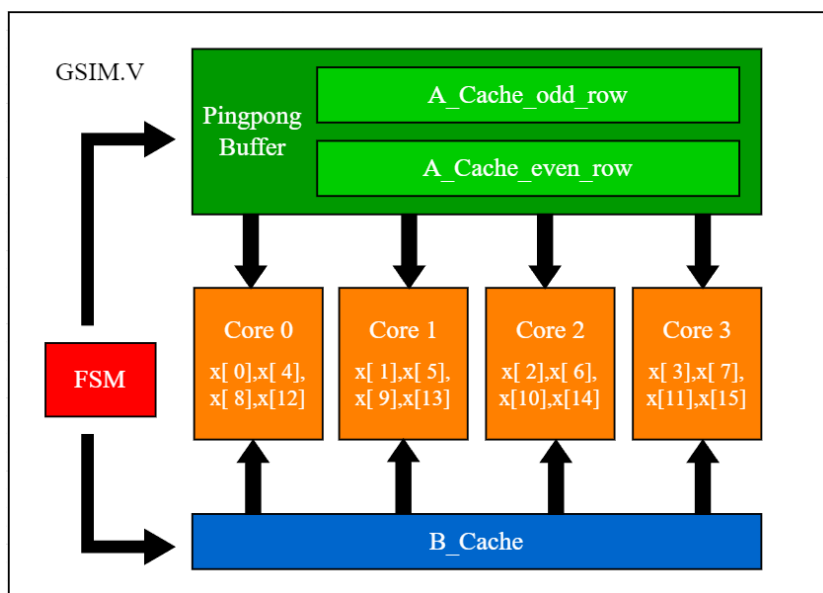 GSIM.V
Pingpong
Buffer
A_Cache_odd_row
A_Cache_even_row
FSM
Core 0
x[ 0],x[ 4],
x[ 8],x[12]
Core 1
x[ 1],x[ 5],
x[ 9],x[13]
Core 2
x[ 2],x[ 6],
x[10],x[14]
Core 3
x[ 3],x[ 7],
x[11],x[15]
B_Cache